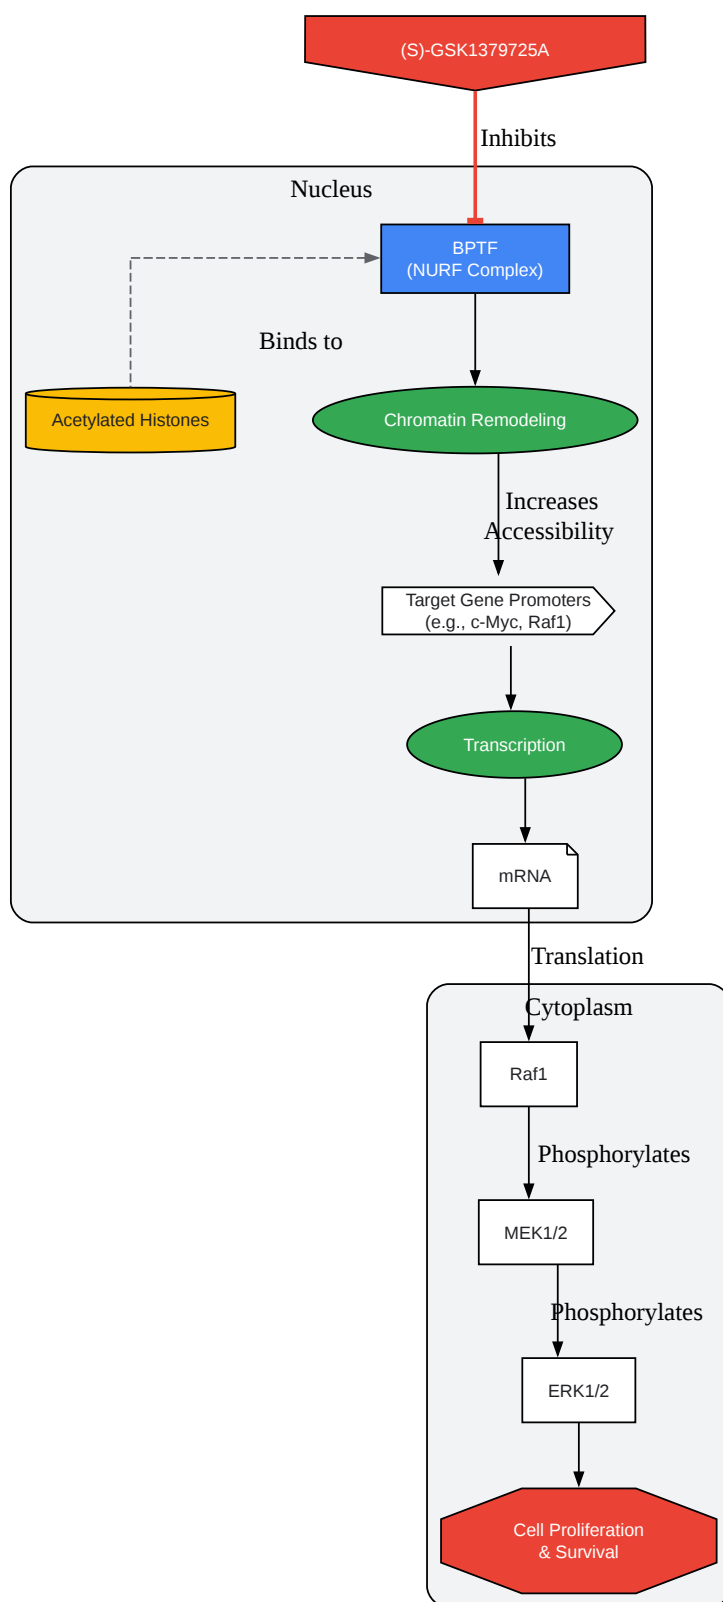 (S)-GSK1379725A
Inhibits
Nucleus
BPTF
(NURF Complex)
Binds to
Acetylated Histones
Chromatin Remodeling
Increases
Accessibility
Target Gene Promoters
(e.g., c-Myc, Raf1)
Transcription
mRNA
Translation
Cytoplasm
Raf1
Phosphorylates
MEK1/2
Phosphorylates
ERK1/2
Cell Proliferation
& Survival